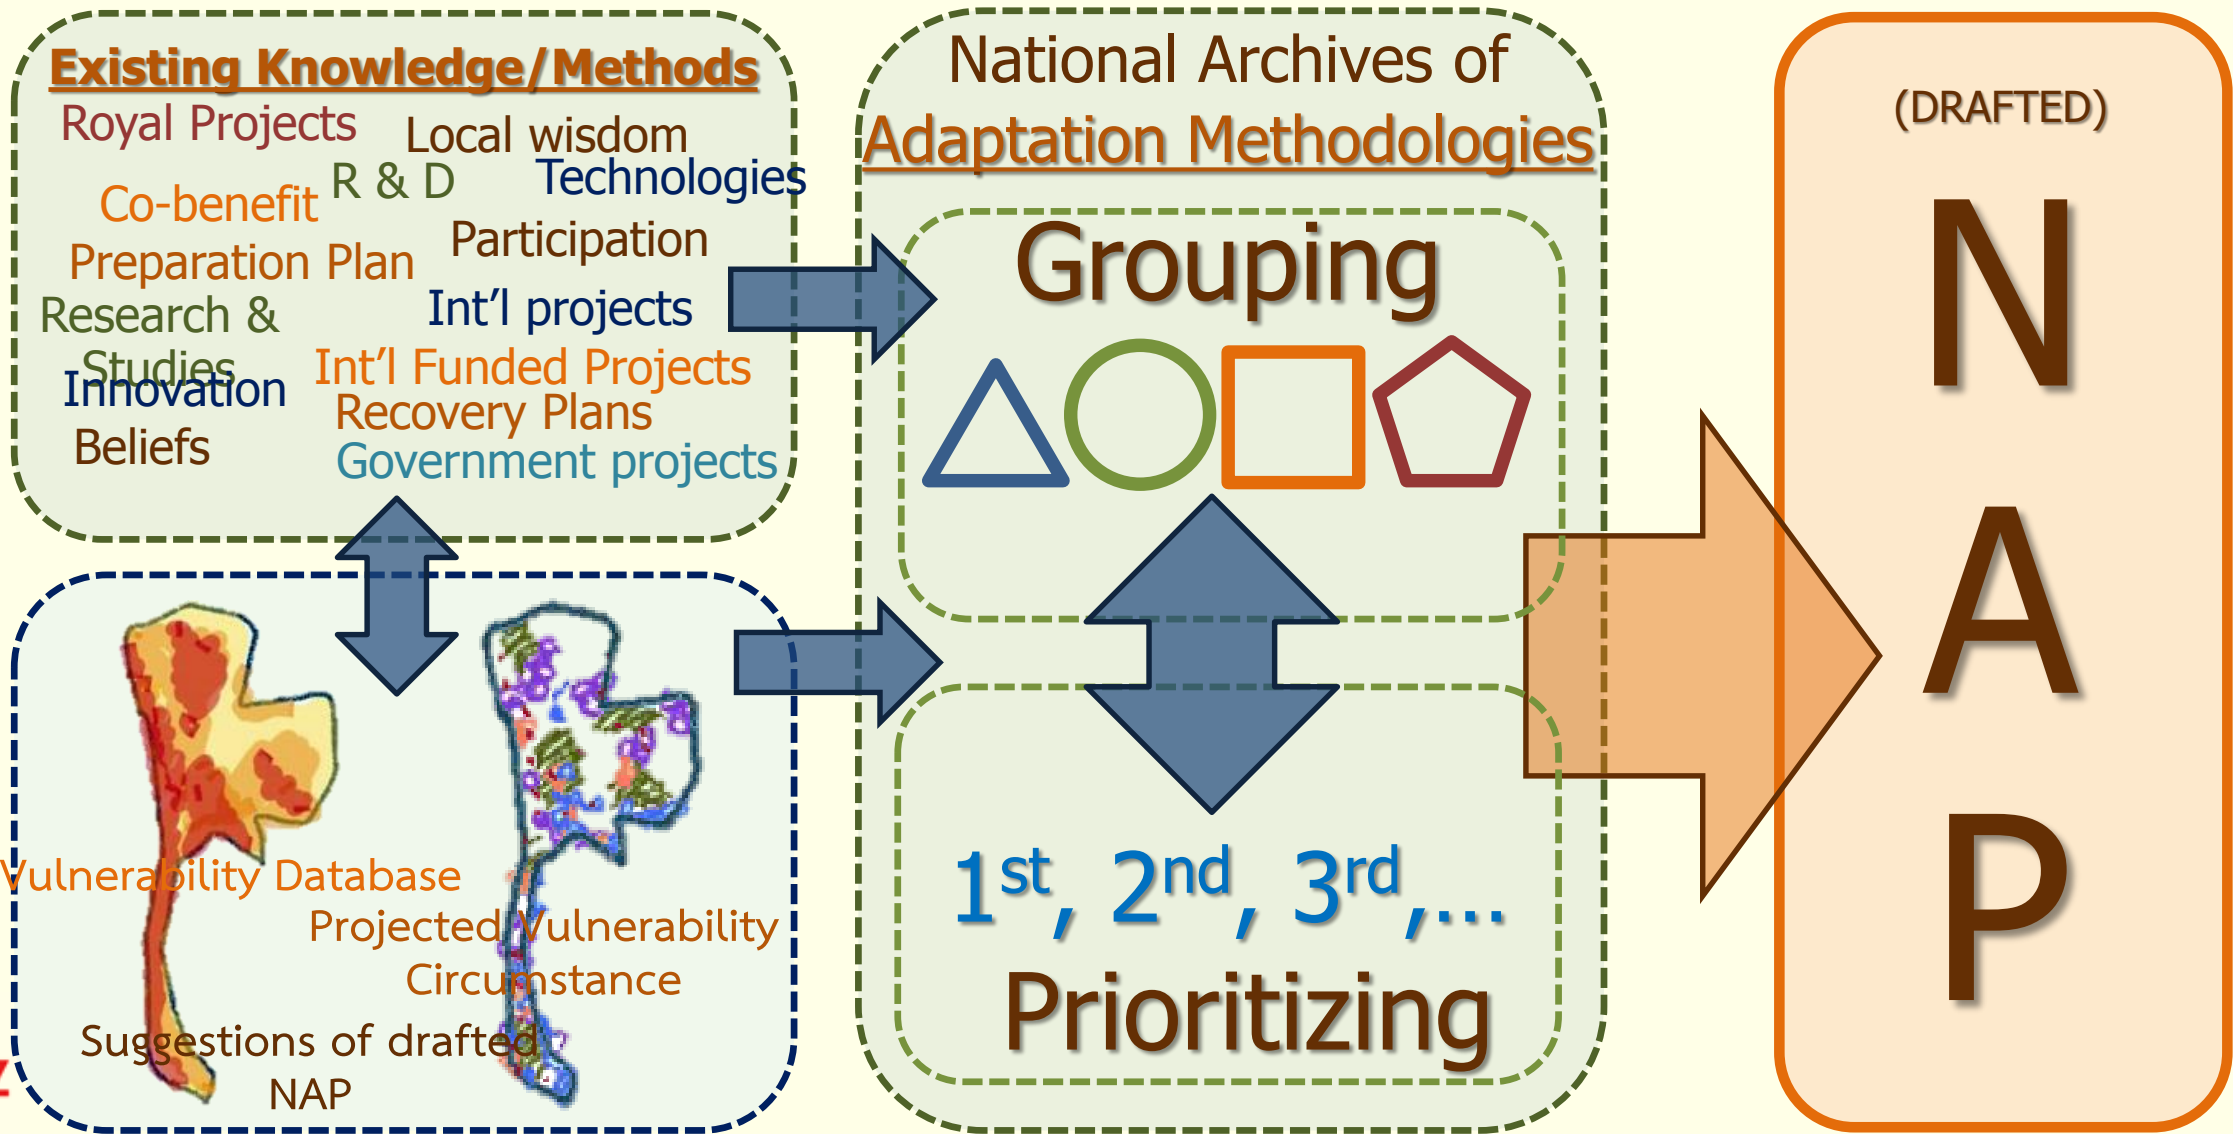 Existing Knowledge/Methods
Royal Projects
Local wisdom
R & D
Technologies
Co-benefit
Participation
Preparation Plan
Int’l projects
Research &
Studies
Innovation
Int’l Funded Projects
Recovery Plans
Beliefs
Government projects
Vulnerability Database
Projected Vulnerability
Circumstance
Suggestions of drafted
NAP
National Archives of
Adaptation Methodologies
Grouping
1st, 2nd, 3rd,...
Prioritizing
(DRAFTED)
N
A
P